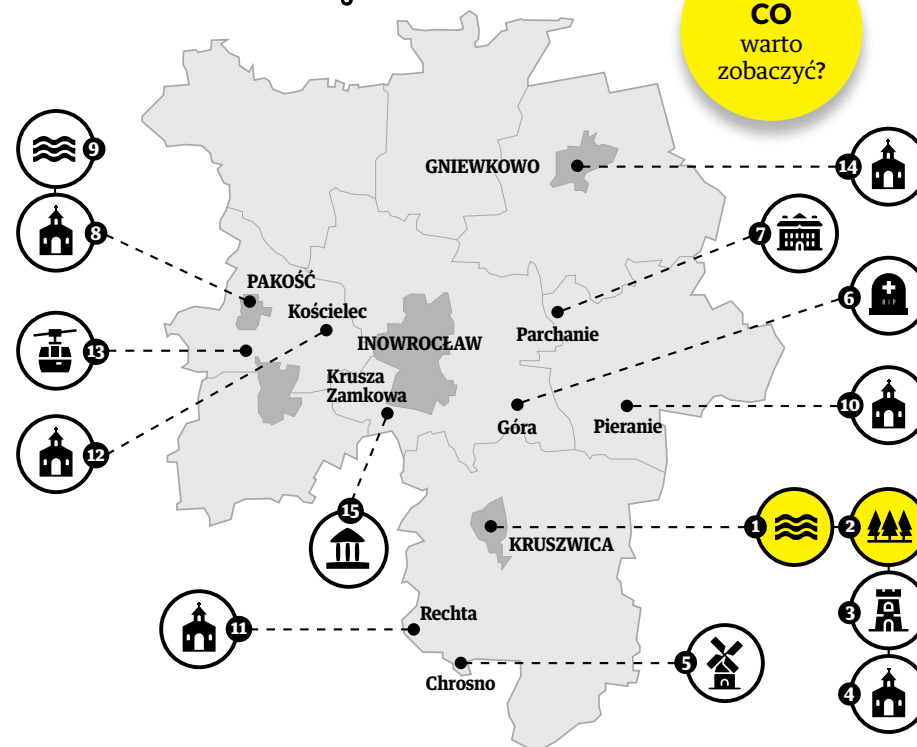 CO
warto
zobaczyć?
9
14
GNIEWKOWO
8
7
PAKOŚĆ
6
Kościelec
Parchanie
13
INOWROCŁAW
Krusza
Zamkowa
10
12
Góra
Pieranie
15
1
2
KRUSZWICA
3
Rechta
11
5
Chrosno
4